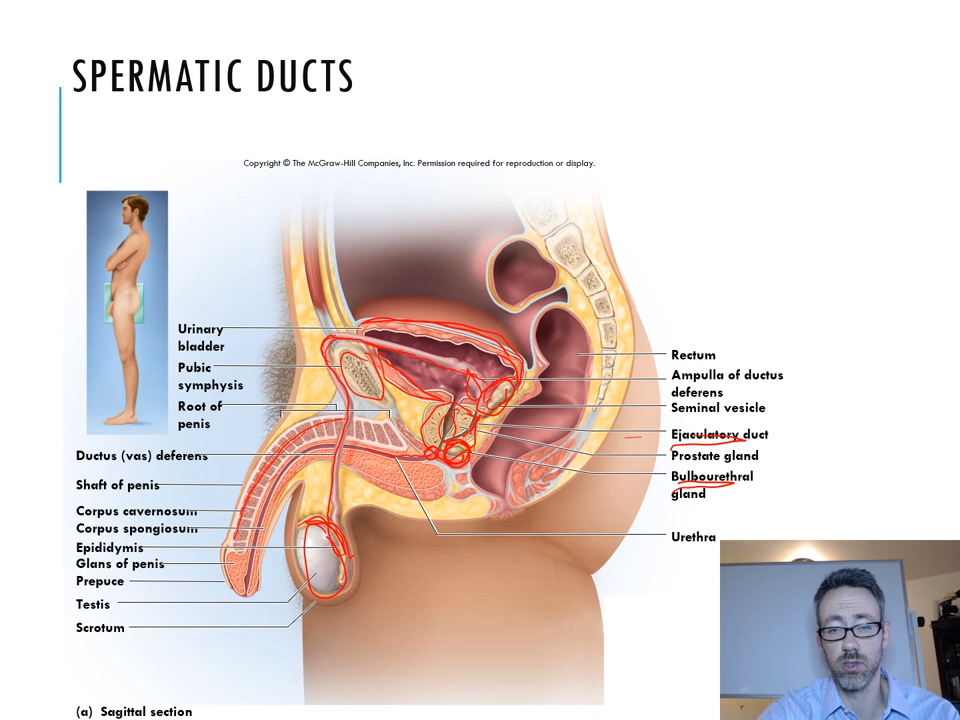 SPERMATIC DUCTS
Copyright © The McGraw-Hill Companies, Inc. Permission required for reproduction or display.
Urinary
bladder
Pubic
symphysis
Root of
penis
Ductus (vas) deferens
Shaft of penis
Corpus cavernosum
Corpus spongiosum
Epididymis
Glans of penis
Prepuce
Testis
Scrotum
Rectum
Ampulla of ductus
deferens
Seminal vesicle
Ejaculatory duct
Prostate gland
Bulbourethral
gland
Urethra
(a) Sagittal section